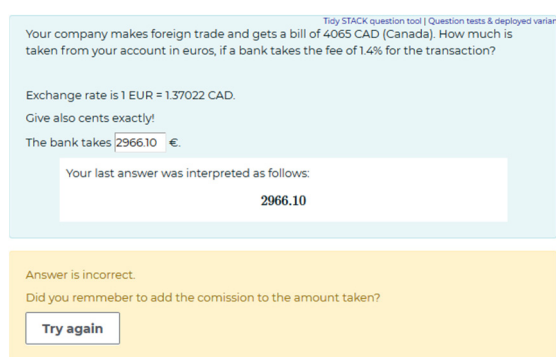 Tidy STACK question tool | Question tests & deployed varian
Your company makes foreign trade and gets a bill of 4065 CAD (Canada). How much is
taken from your account in euros, if a bank takes the fee of 1.4% for the transaction?
Exchange rate is 1 EUR = 1.37022 CAD.
Give also cents exactly!
The bank takes 2966.10 €.
Your last answer was interpreted as follows:
2966.10
Answer is incorrect.
Did you remmeber to add the comission to the amount taken?
Try again